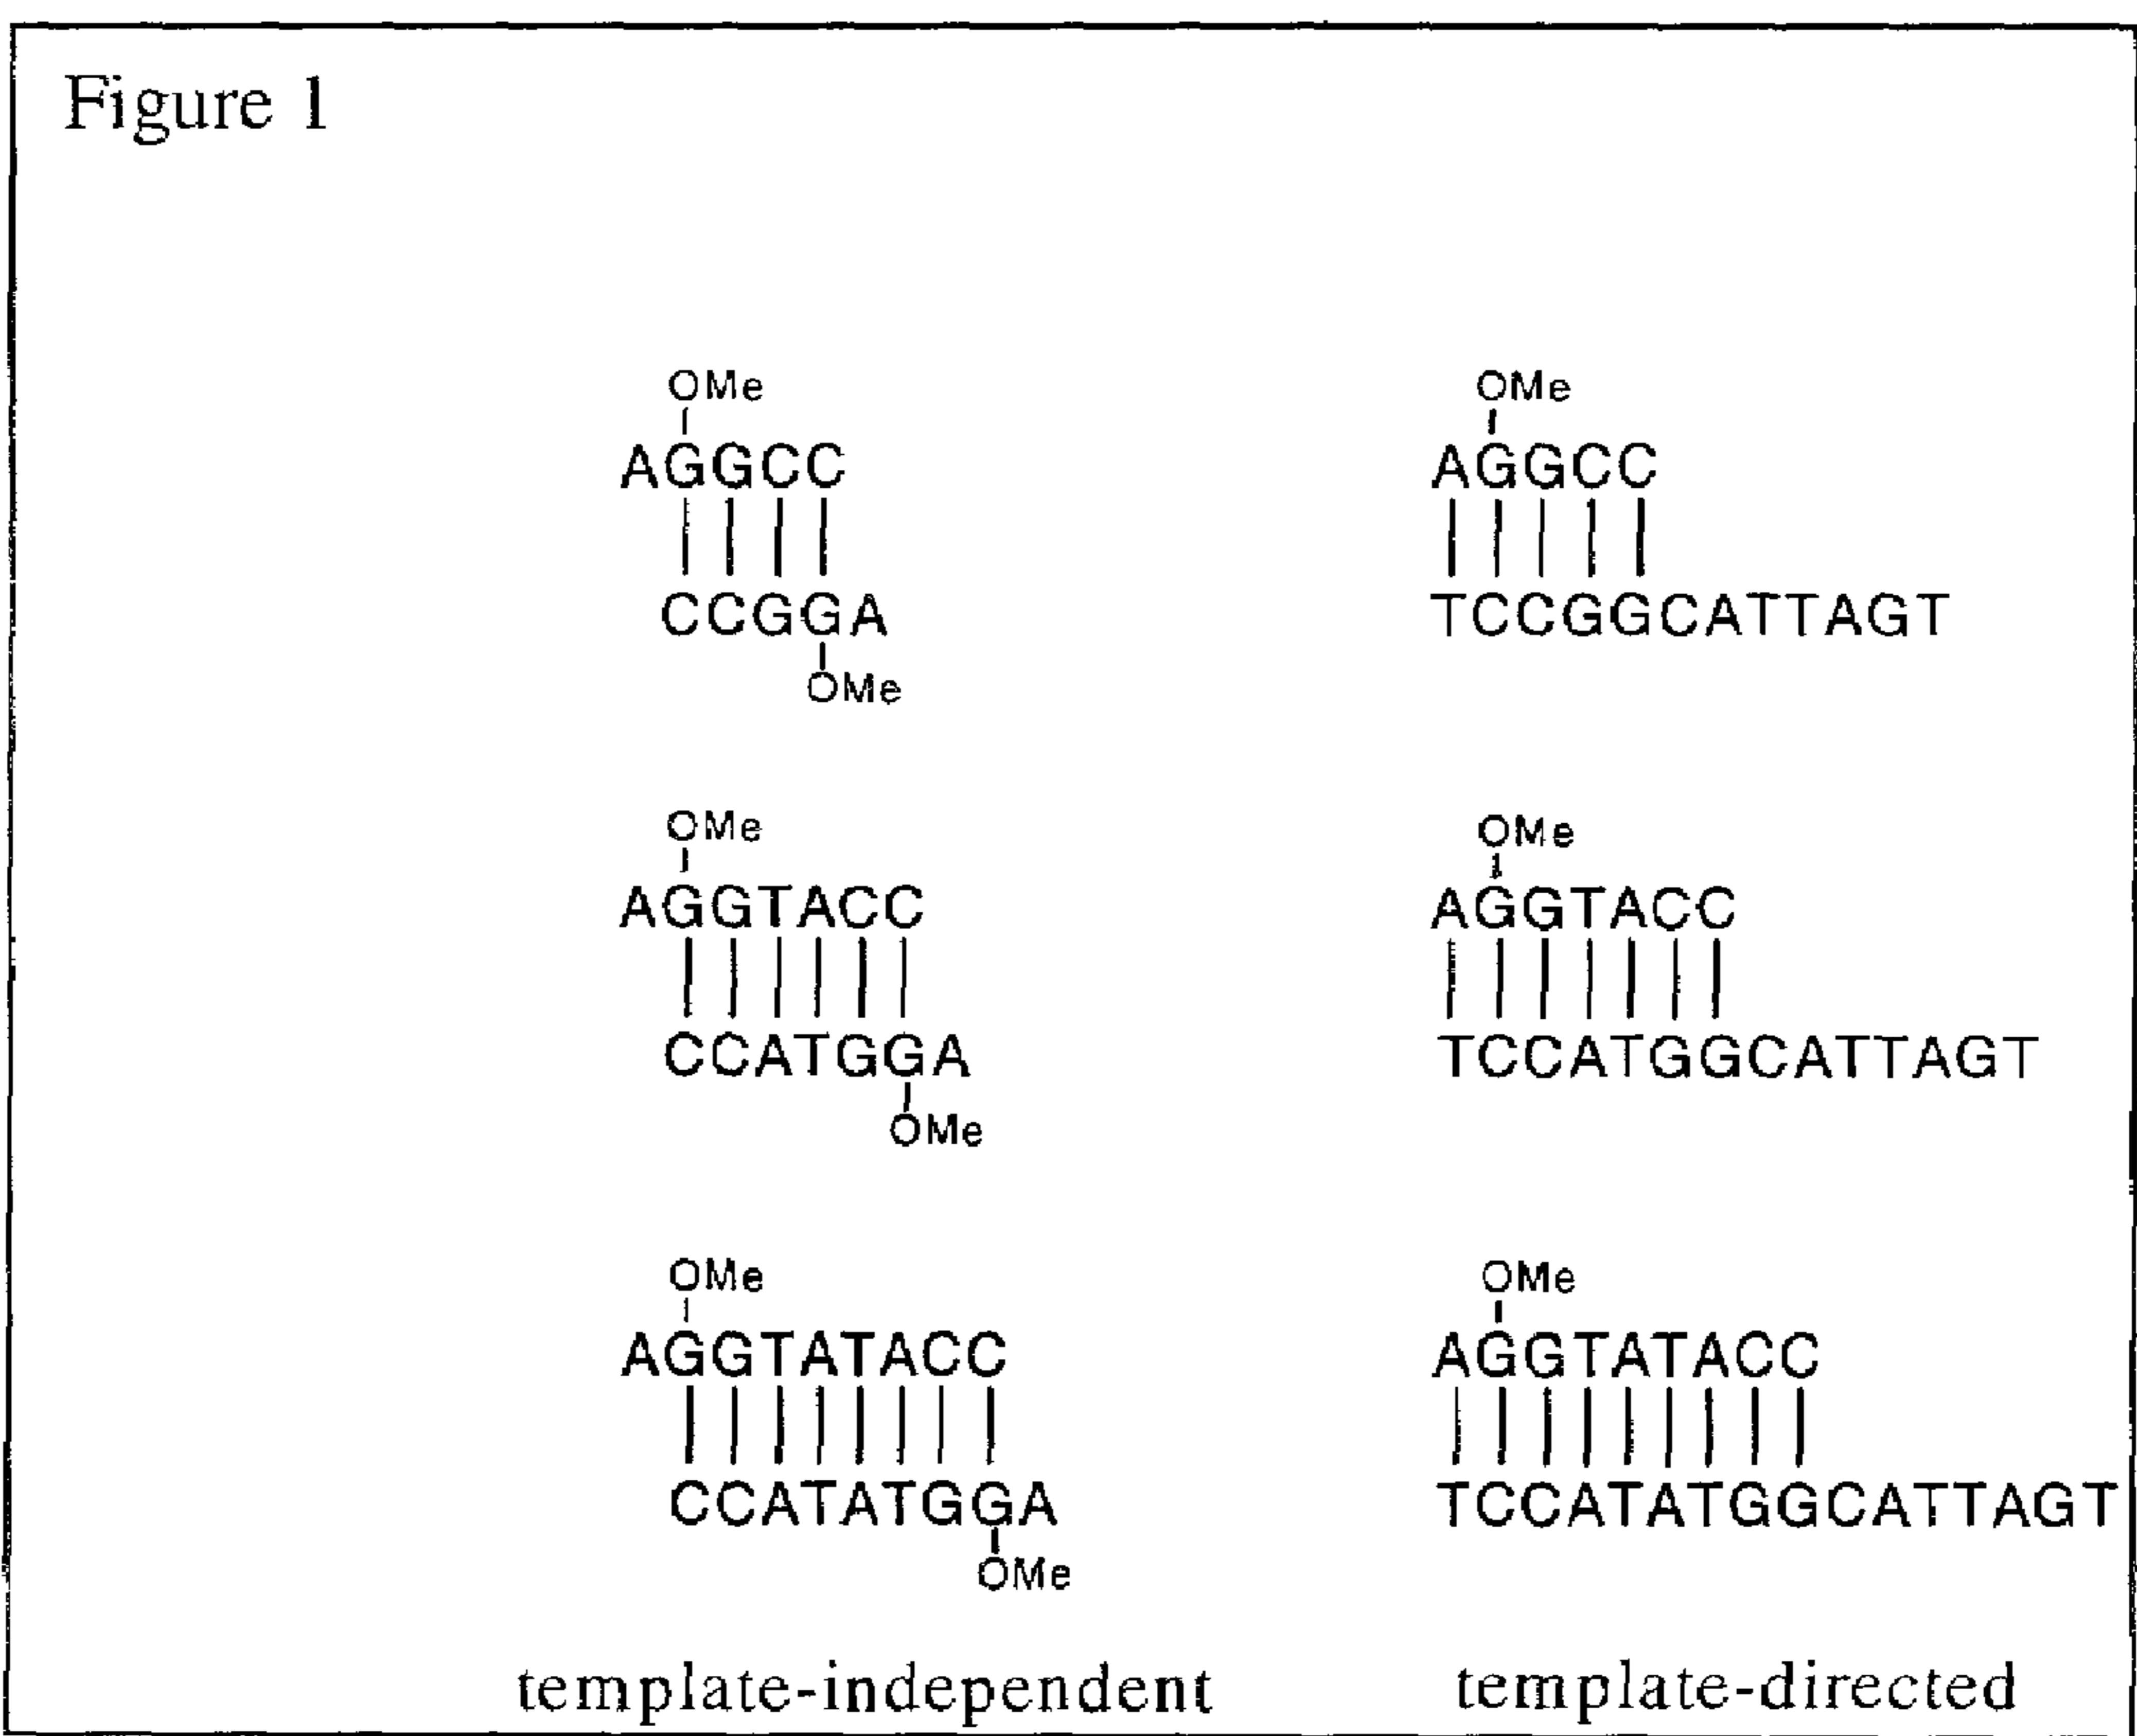 Figure 1
OMe OMe
AGGCC AGGCC
CCGGA TCCGGCATTAGT
OMe
OMe OMe
AGGTACC AGGTACC
CCATGGA TCCATGGCATTAGT
OMe
OMe OMe
AGGTATACC AGGTATACC
CCATATGGA TCCATATGGCATTAGT
OMe
template-independent template-directed